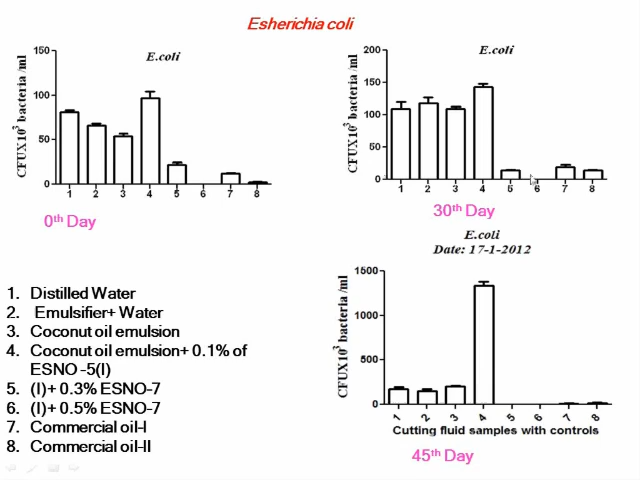 Esherichia coli
E.coli
CFUX10³ bacteria /ml
150
100
50
0
1 2 3 4 5 6 7 8
0th Day
E.coli
CFUX10³ bacteria /ml
200
150
100
50
0
1 2 3 4 5 6 7 8
30th Day
E.coli
Date: 17-1-2012
CFUX10³ bacteria /ml
1500
1000
500
0
1 2 3 4 5 6 7 8
Cutting fluid samples with controls
45th Day
1. Distilled Water
2. Emulsifier+ Water
3. Coconut oil emulsion
4. Coconut oil emulsion+ 0.1% of
ESNO -5(I)
5. (I)+ 0.3% ESNO-7
6. (I)+ 0.5% ESNO-7
7. Commercial oil-I
8. Commercial oil-II